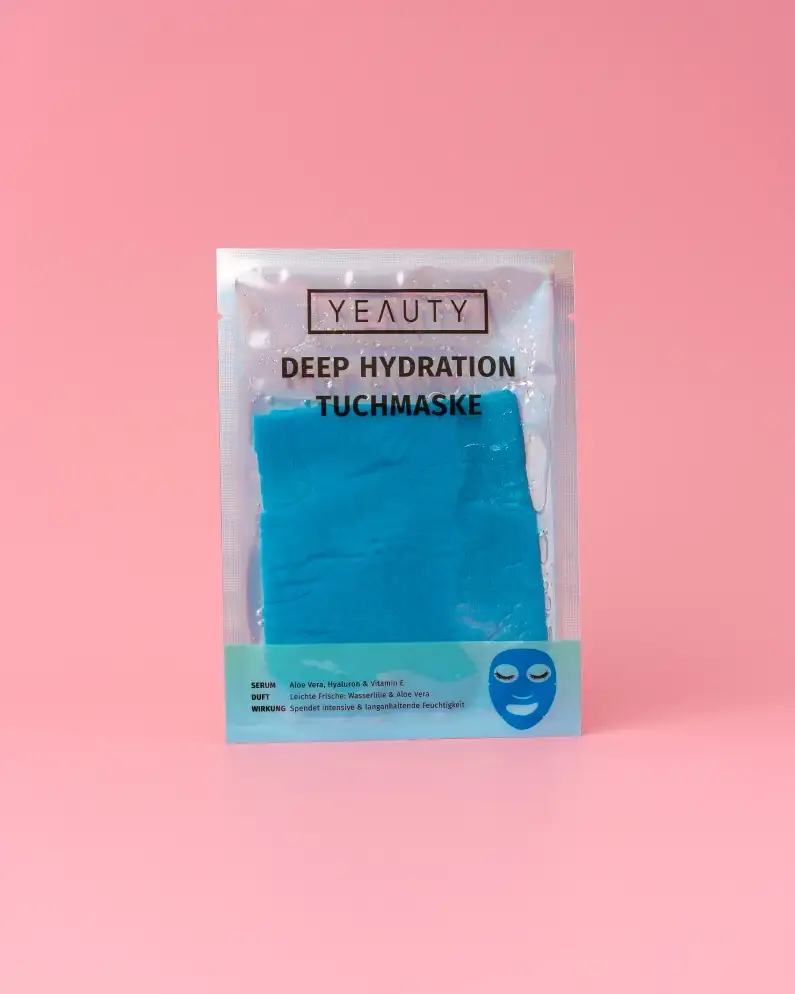 YEAUTY
DEEP HYDRATION
TUCHMASKE
SERUM Aloe Vera, Hyaluron & Vitamin E
DUFT Leichte Frische: Wasserlilie & Aloe vera
WIRKUNG Spendet intensive & langanhaltende Feuchtigkeit